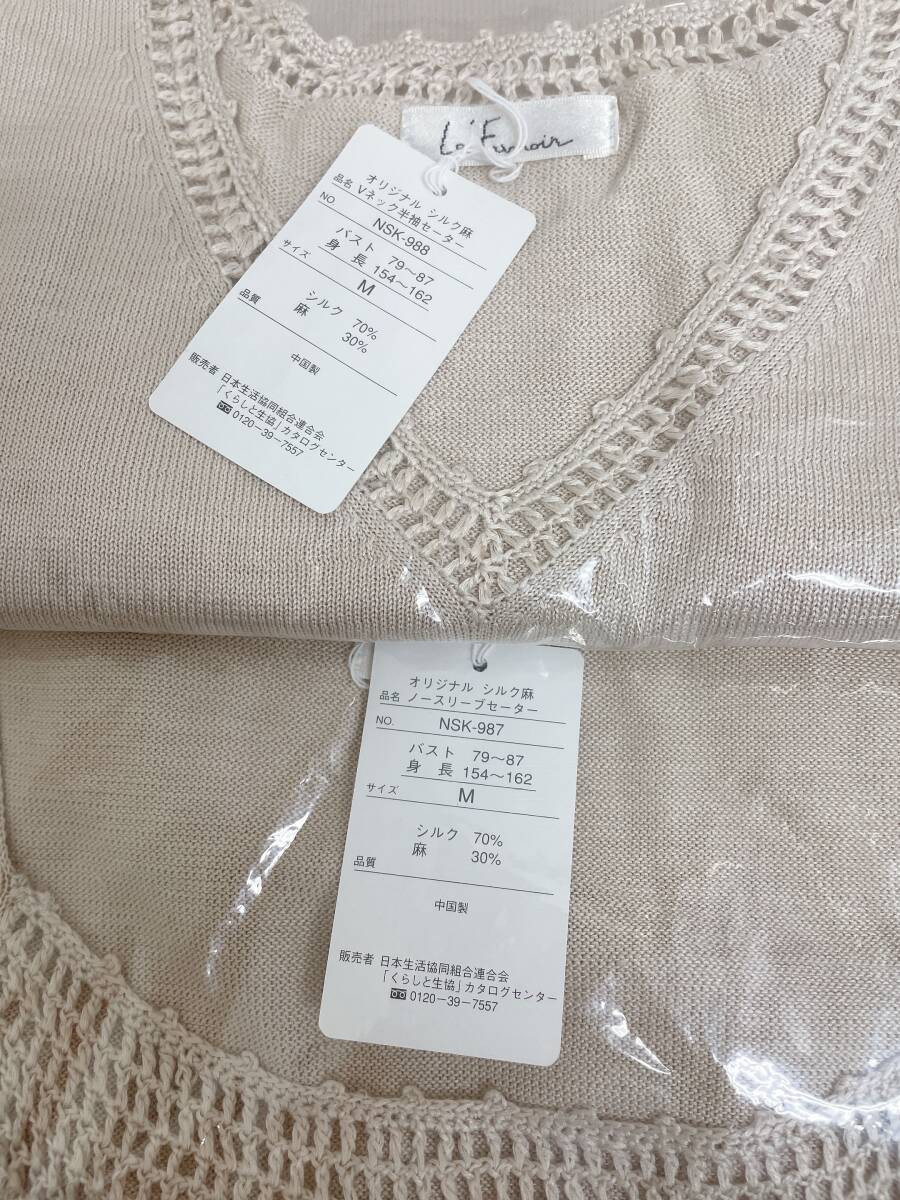 オリジナル シルク麻
品名 Vネック半袖セーター
NO. NSK-988
バスト 79〜87
身 長 154〜162
サイズ M
シルク 70%
麻 30%
品質
中国製
販売者 日本生活協同組合連合会
「くらしと生協」カタログセンター
0120−39−7557
オリジナル シルク麻
品名 ノースリーブセーター
NO. NSK-987
バスト 79〜87
身 長 154〜162
サイズ M
シルク 70%
麻 30%
品質
中国製
販売者 日本生活協同組合連合会
「くらしと生協」カタログセンター
0120−39−7557